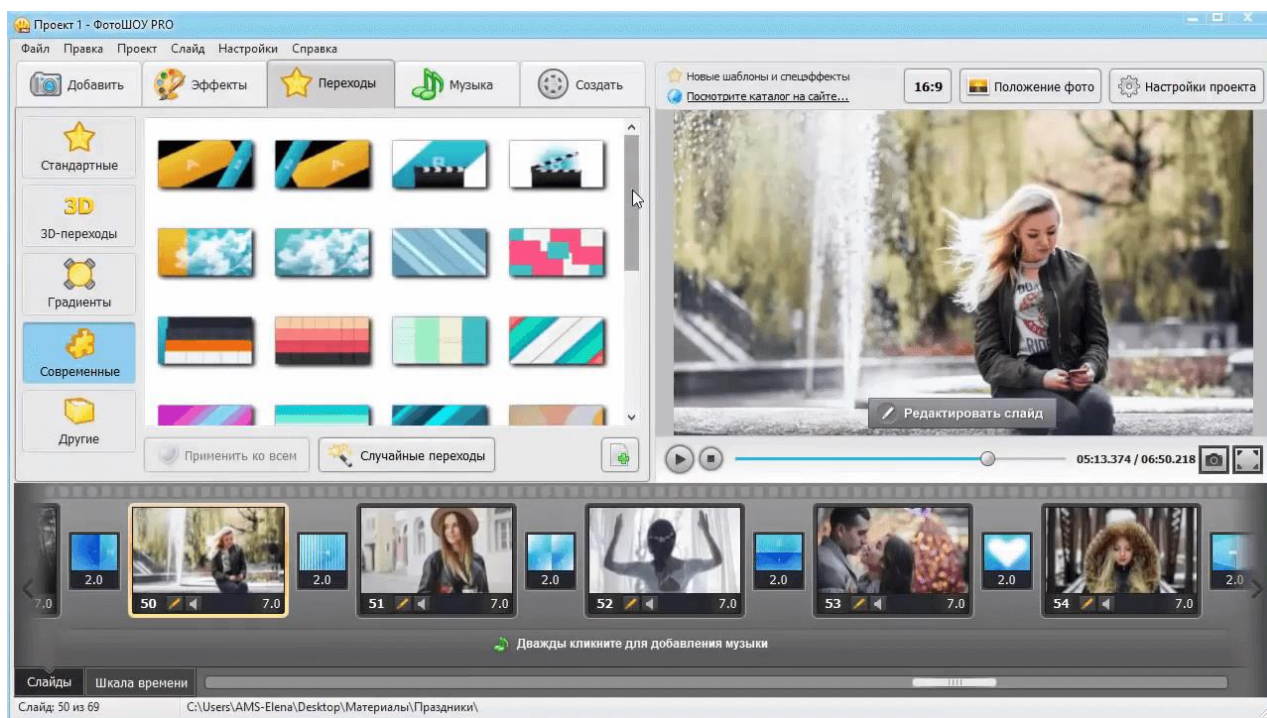 Проект 1 - ФотоШОУ PRO
Файл Правка Проект Слайд Настройки Справка
Добавить Эффекты Переходы Музыка Создать
Новые шаблоны и спецэффекты
Посмотрите каталог на сайте...
16:9 Положение фото Настройки проекта
Стандартные
3D
3D-переходы
Градиенты
Современные
Другие
Применить ко всем Случайные переходы
Редактировать слайд
05:13.374 / 06:50.218
7.0 2.0 50 7.0 2.0 51 7.0 2.0 52 7.0 2.0 53 7.0 2.0 54 7.0 2.0
Дважды кликните для добавления музыки
Слайды Шкала времени
Слайд: 50 из 69 C:\Users\AMS-Elena\Desktop\Материалы\Праздники\